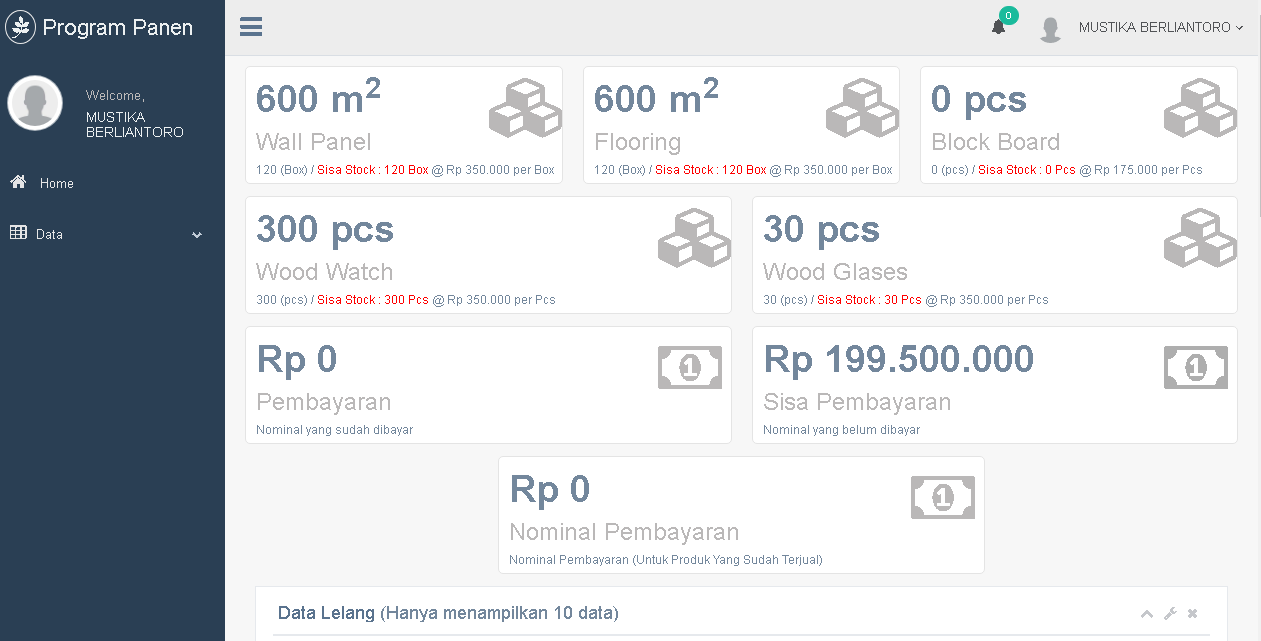 Program Panen
0
MUSTIKA BERLIANTORO
Welcome,
MUSTIKA
BERLIANTORO
Home
Data
600 m²
Wall Panel
120 (Box) / Sisa Stock : 120 Box @ Rp 350.000 per Box
600 m²
Flooring
120 (Box) / Sisa Stock : 120 Box @ Rp 350.000 per Box
0 pcs
Block Board
0 (pcs) / Sisa Stock : 0 Pcs @ Rp 175.000 per Pcs
300 pcs
Wood Watch
300 (pcs) / Sisa Stock : 300 Pcs @ Rp 350.000 per Pcs
30 pcs
Wood Glases
30 (pcs) / Sisa Stock : 30 Pcs @ Rp 350.000 per Pcs
Rp 0
1
Pembayaran
Nominal yang sudah dibayar
Rp 199.500.000
1
Sisa Pembayaran
Nominal yang belum dibayar
Rp 0
1
Nominal Pembayaran
Nominal Pembayaran (Untuk Produk Yang Sudah Terjual)
Data Lelang (Hanya menampilkan 10 data)